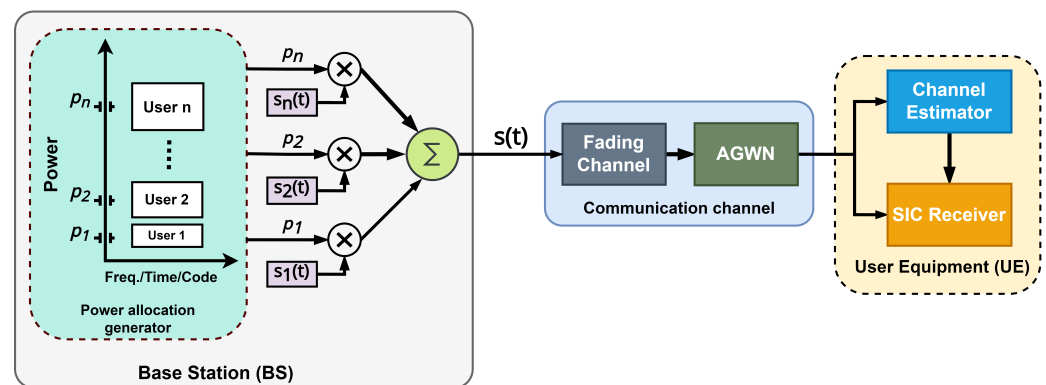 Power
pn
p2
p1
User n
User 2
User 1
Freq./Time/Code
Power allocation
generator
pn
sn(t)
p2
s2(t)
p1
s1(t)
Σ
Base Station (BS)
s(t)
Fading
Channel
AGWN
Communication channel
Channel
Estimator
SIC Receiver
User Equipment (UE)